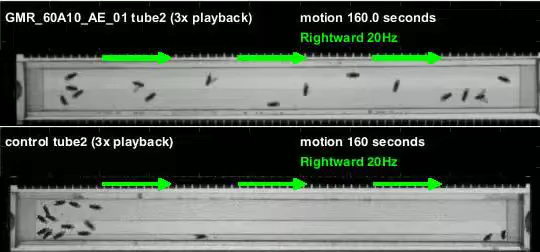 GMR_60A10_AE_01 tube2 (3x playback)
motion 160.0 seconds
Rightward 20Hz
control tube2 (3x playback)
motion 160 seconds
Rightward 20Hz